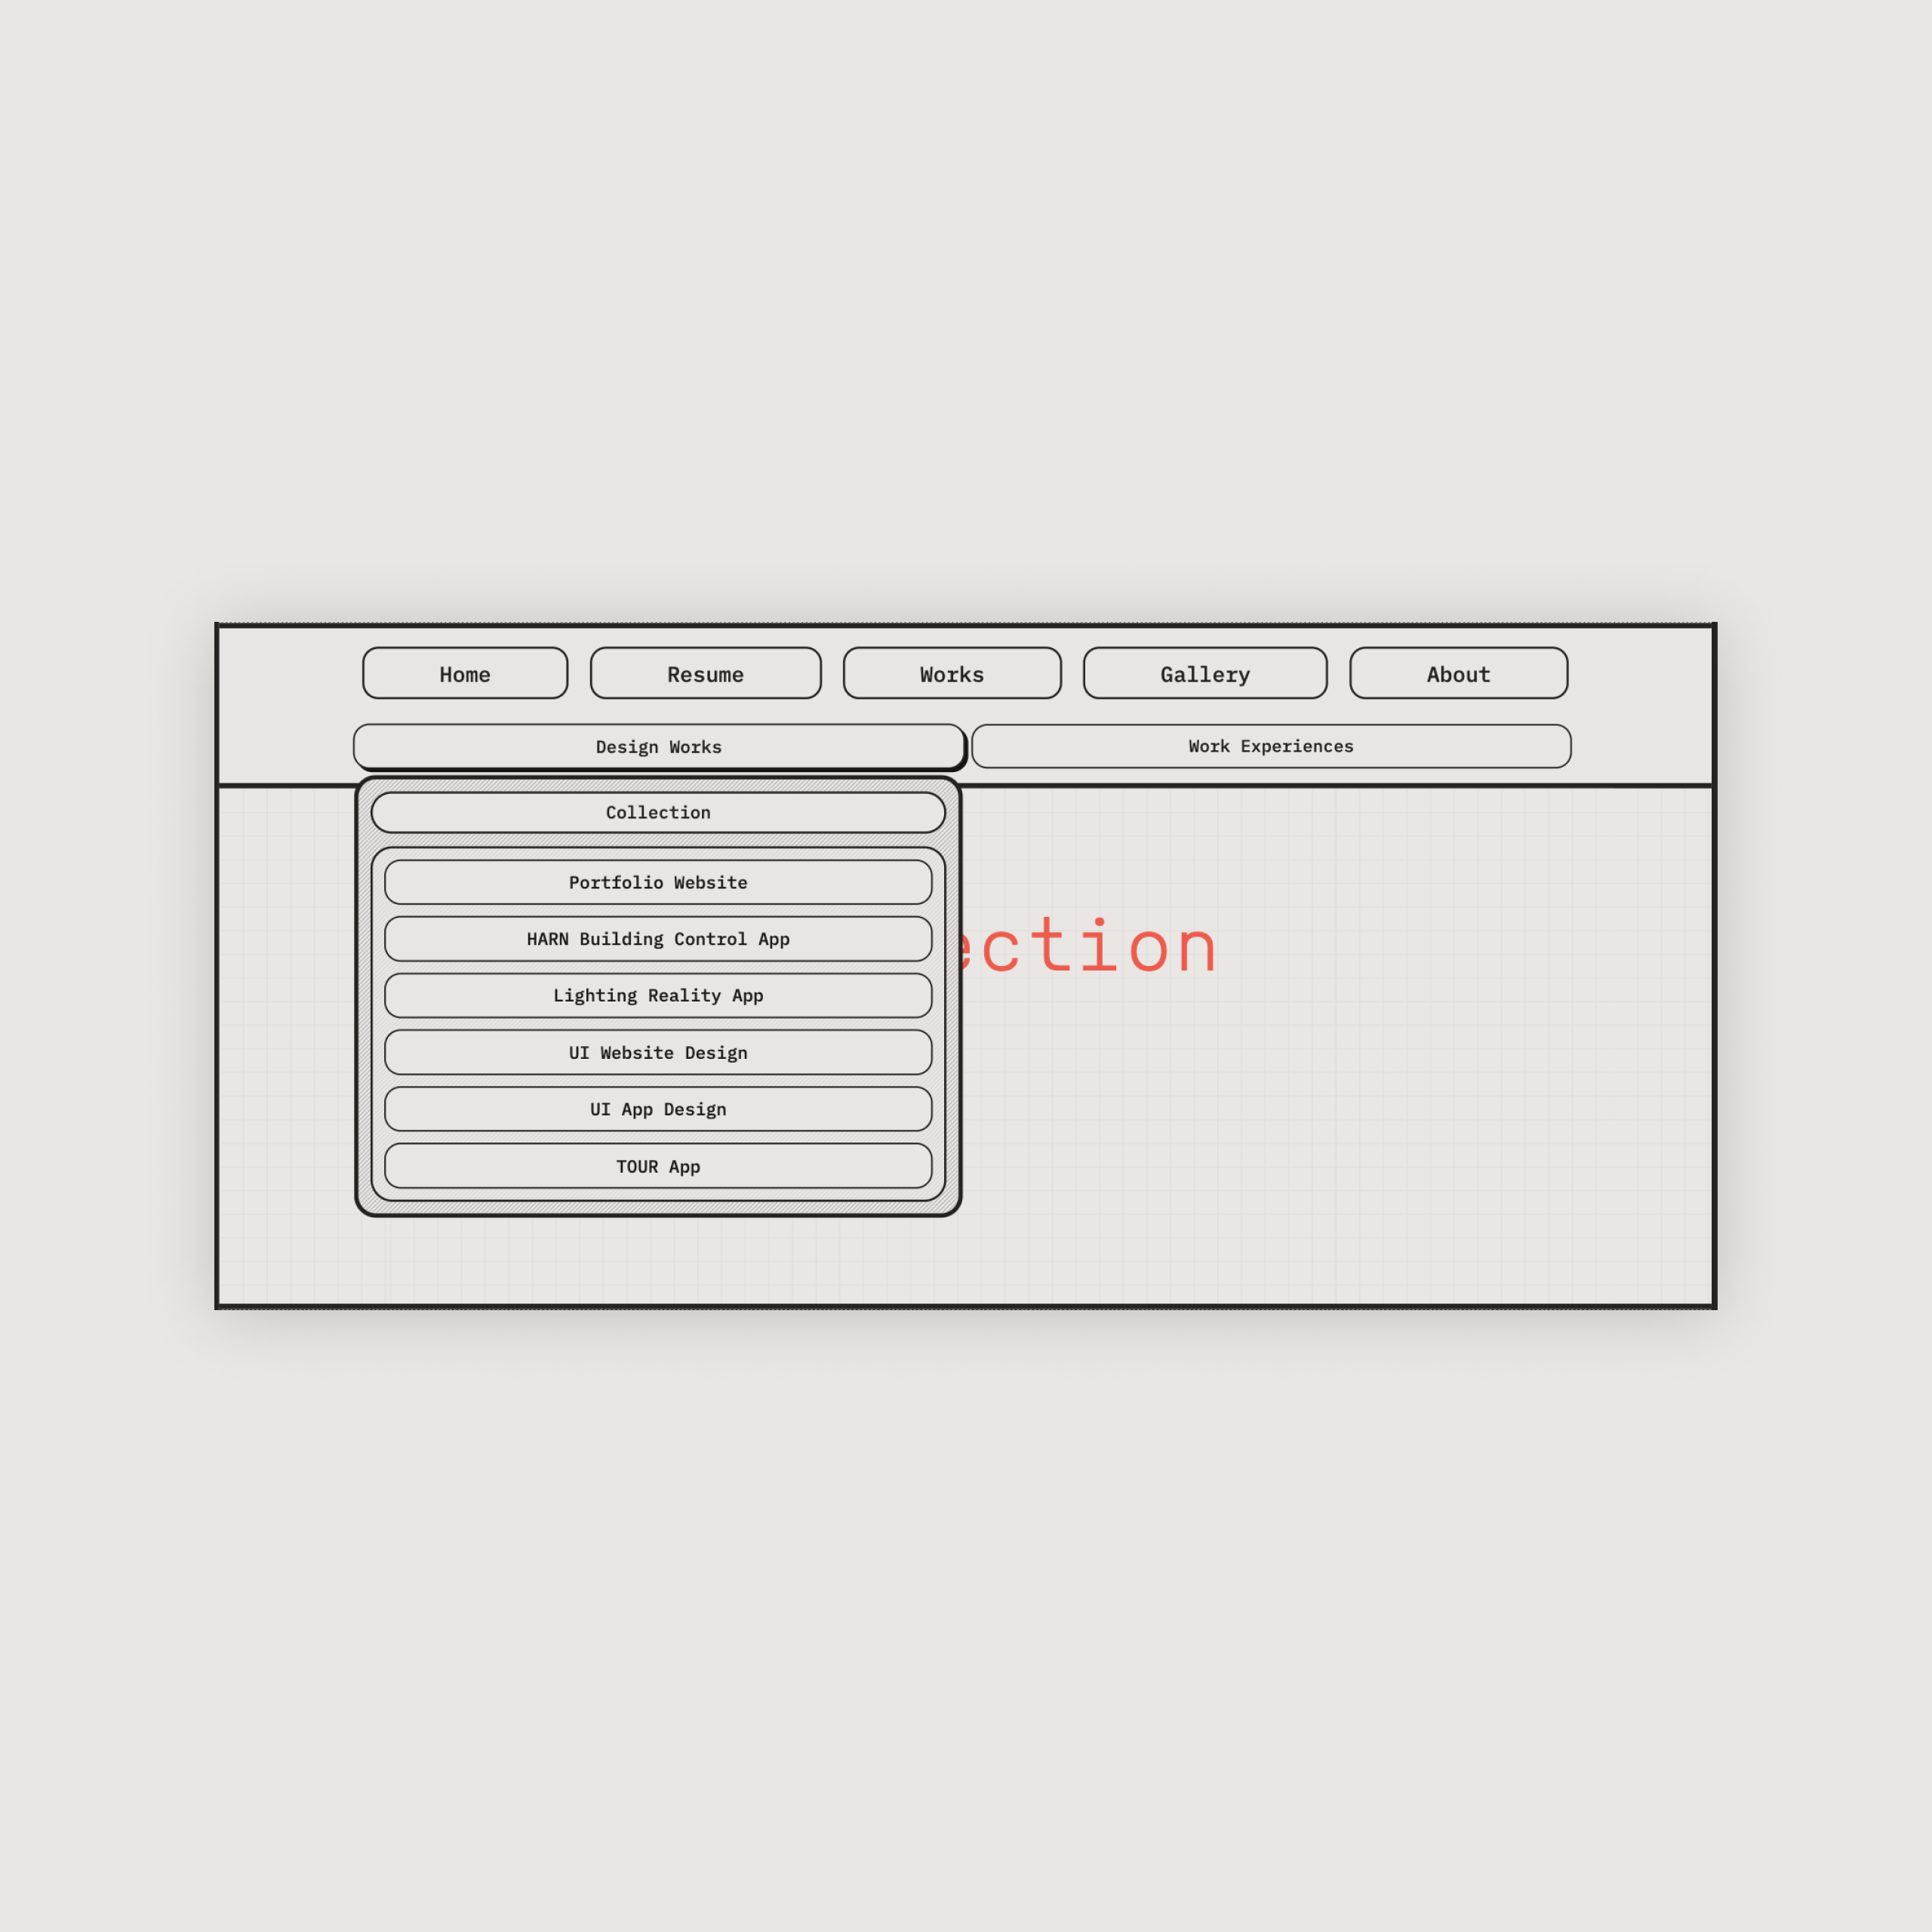 Home Resume Works Gallery About
Design Works Work Experiences
Collection
Portfolio Website
HARN Building Control App
ection
Lighting Reality App
UI Website Design
UI App Design
TOUR App